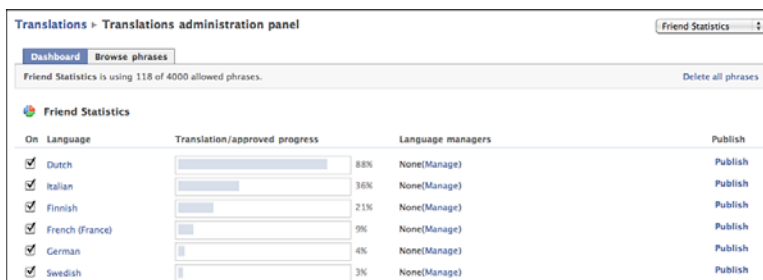 Translations ▸ Translations administration panel
Friend Statistics
Dashboard Browse phrases
Friend Statistics is using 118 of 4000 allowed phrases. Delete all phrases
Friend Statistics
On Language Translation/approved progress Language managers Publish
Dutch 88% None(Manage) Publish
Italian 36% None(Manage) Publish
Finnish 21% None(Manage) Publish
French (France) 9% None(Manage) Publish
German 4% None(Manage) Publish
Swedish 3% None(Manage) Publish